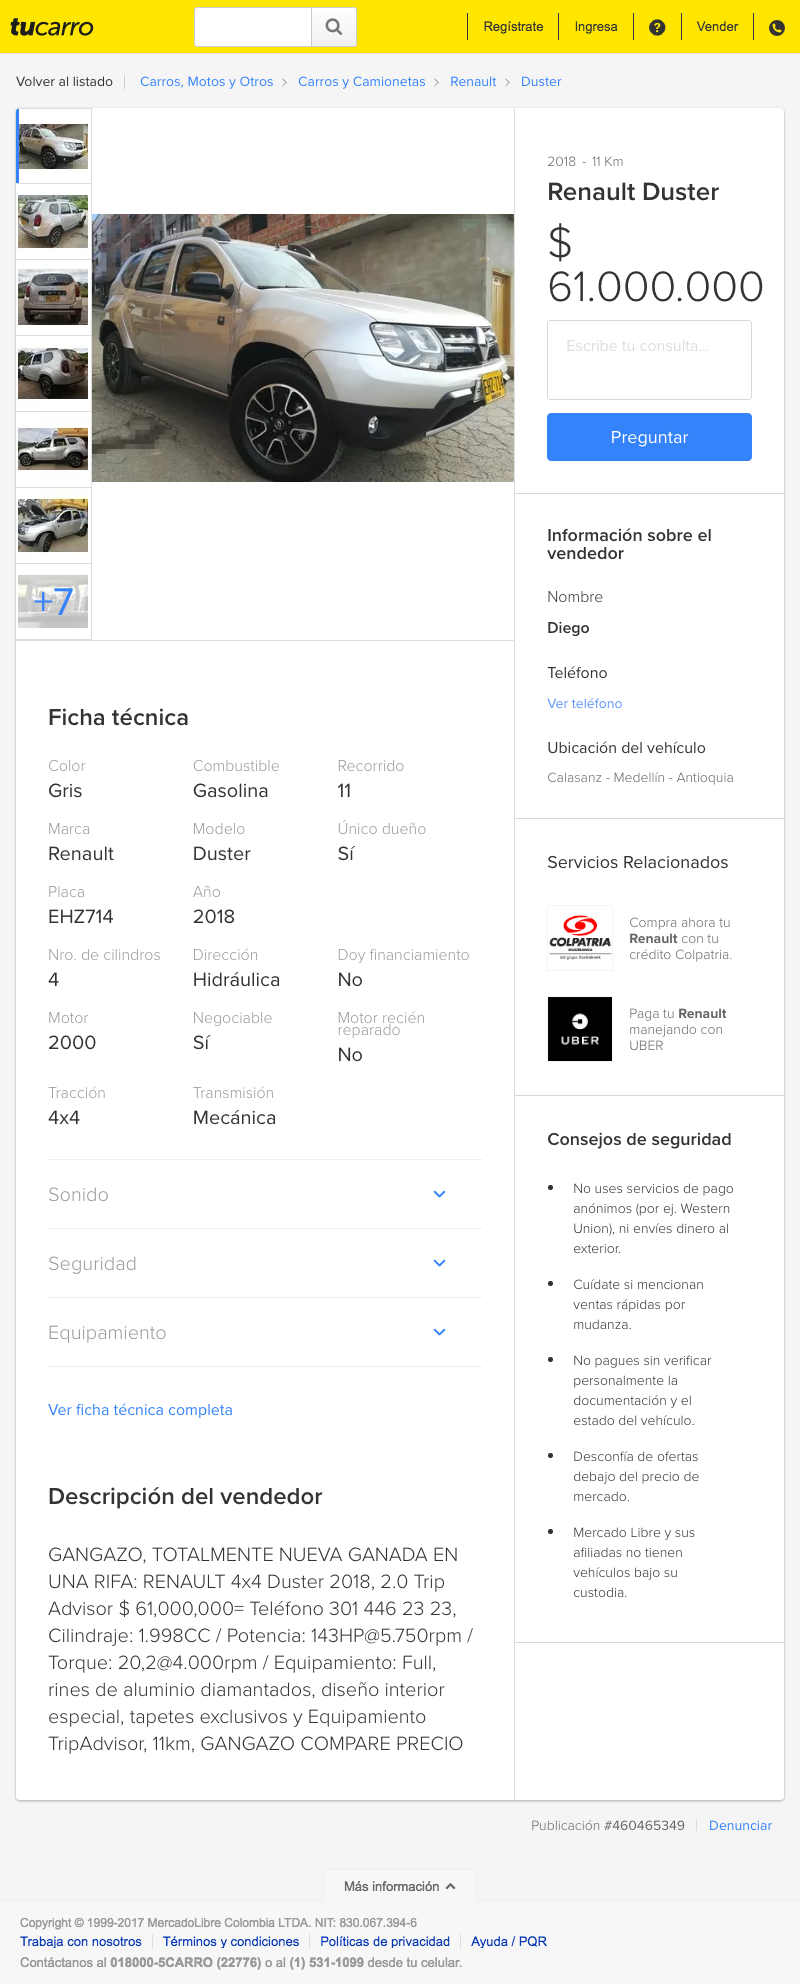 tucarro
Regístrate
Ingresa
?
Vender
Volver al listado
Carros, Motos y Otros > Carros y Camionetas > Renault > Duster
EHZ714
+7
2018 - 11 Km
Renault Duster
$
61.000.000
Escribe tu consulta...
Preguntar
Información sobre el
vendedor
Nombre
Diego
Teléfono
Ver teléfono
Ubicación del vehículo
Calasanz - Medellín - Antioquia
Servicios Relacionados
COLPATRIA
Compra ahora tu
Renault con tu
crédito Colpatria.
UBER
Paga tu Renault
manejando con
UBER
Consejos de seguridad
• No uses servicios de pago
anónimos (por ej. Western
Union), ni envíes dinero al
exterior.
• Cuídate si mencionan
ventas rápidas por
mudanza.
• No pagues sin verificar
personalmente la
documentación y el
estado del vehículo.
• Desconfía de ofertas
debajo del precio de
mercado.
• Mercado Libre y sus
afiliadas no tienen
vehículos bajo su
custodia.
Ficha técnica
Color Combustible Recorrido
Gris Gasolina 11
Marca Modelo Único dueño
Renault Duster Sí
Placa Año
EHZ714 2018
Nro. de cilindros Dirección Doy financiamiento
4 Hidráulica No
Motor Negociable Motor recién
reparado
2000 Sí No
Tracción Transmisión
4x4 Mecánica
Sonido
Seguridad
Equipamiento
Ver ficha técnica completa
Descripción del vendedor
GANGAZO, TOTALMENTE NUEVA GANADA EN
UNA RIFA: RENAULT 4x4 Duster 2018, 2.0 Trip
Advisor $ 61,000,000= Teléfono 301 446 23 23,
Cilindraje: 1.998CC / Potencia: 143HP@5.750rpm /
Torque: 20,2@4.000rpm / Equipamiento: Full,
rines de aluminio diamantados, diseño interior
especial, tapetes exclusivos y Equipamiento
TripAdvisor, 11km, GANGAZO COMPARE PRECIO
Publicación #460465349
Denunciar
Más información
Copyright © 1999-2017 MercadoLibre Colombia LTDA. NIT: 830.067.394-6
Trabaja con nosotros Términos y condiciones Políticas de privacidad Ayuda / PQR
Contáctanos al 018000-5CARRO (22776) o al (1) 531-1099 desde tu celular.